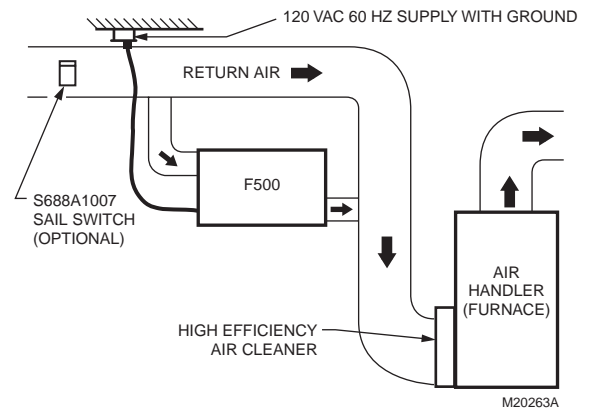 120 VAC 60 HZ SUPPLY WITH GROUND
RETURN AIR
F500
S688A1007
SAIL SWITCH
(OPTIONAL)
AIR
HANDLER
(FURNACE)
HIGH EFFICIENCY
AIR CLEANER
M20263A